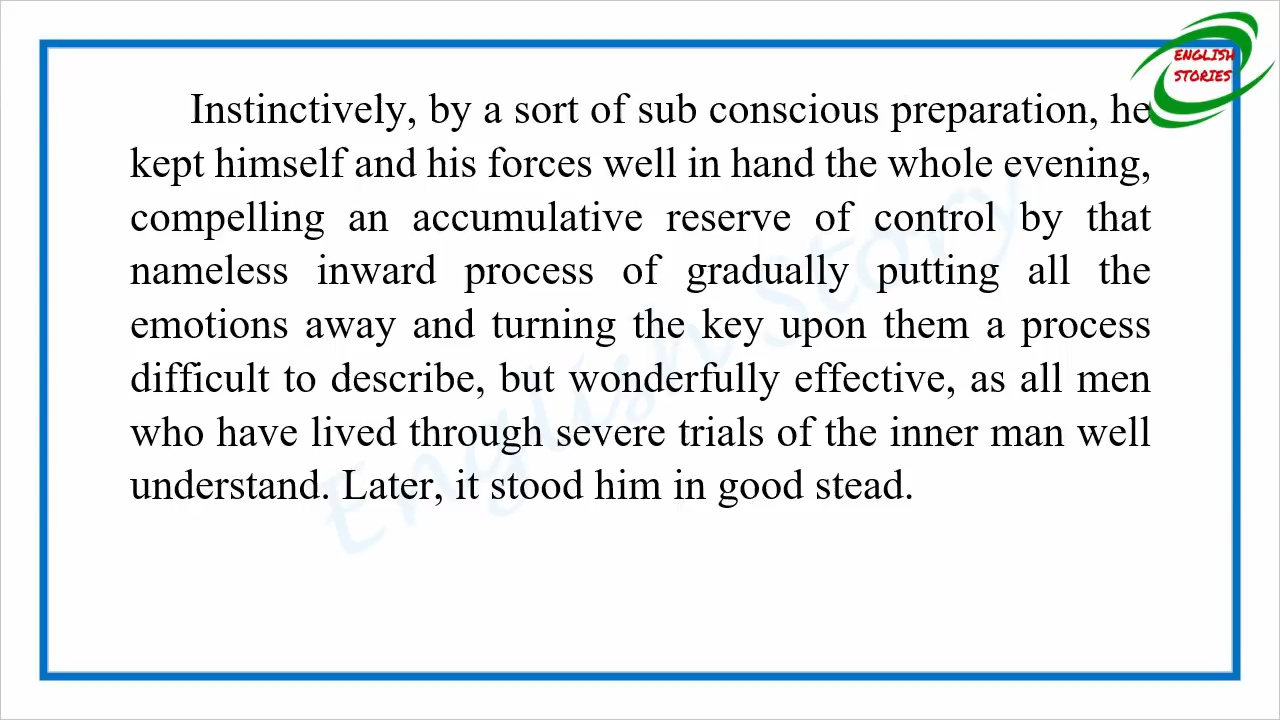 ENGLISH
STORIES
Instinctively, by a sort of sub conscious preparation, he
kept himself and his forces well in hand the whole evening,
compelling an accumulative reserve of control by that
nameless inward process of gradually putting all the
emotions away and turning the key upon them a process
difficult to describe, but wonderfully effective, as all men
who have lived through severe trials of the inner man well
understand. Later, it stood him in good stead.
English Story